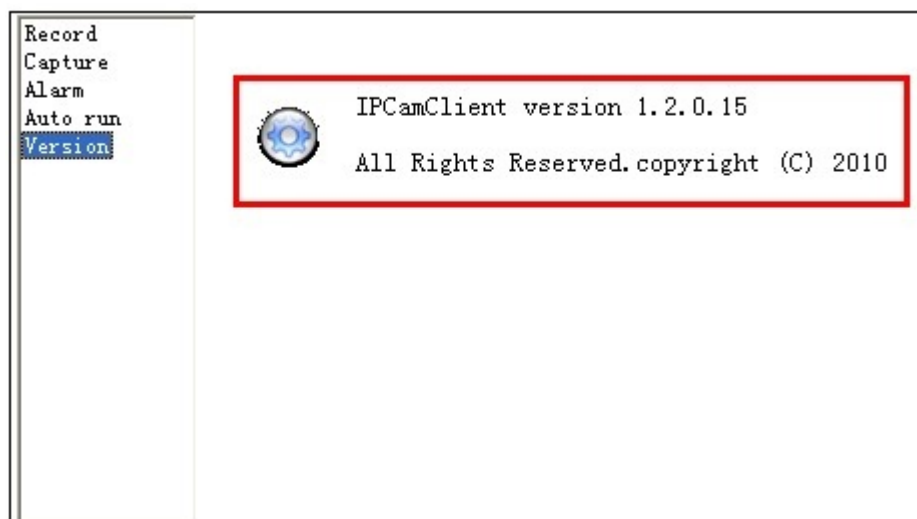 Record
Capture
Alarm
Auto run
Version
IPCamClient version 1.2.0.15
All Rights Reserved.copyright (C) 2010